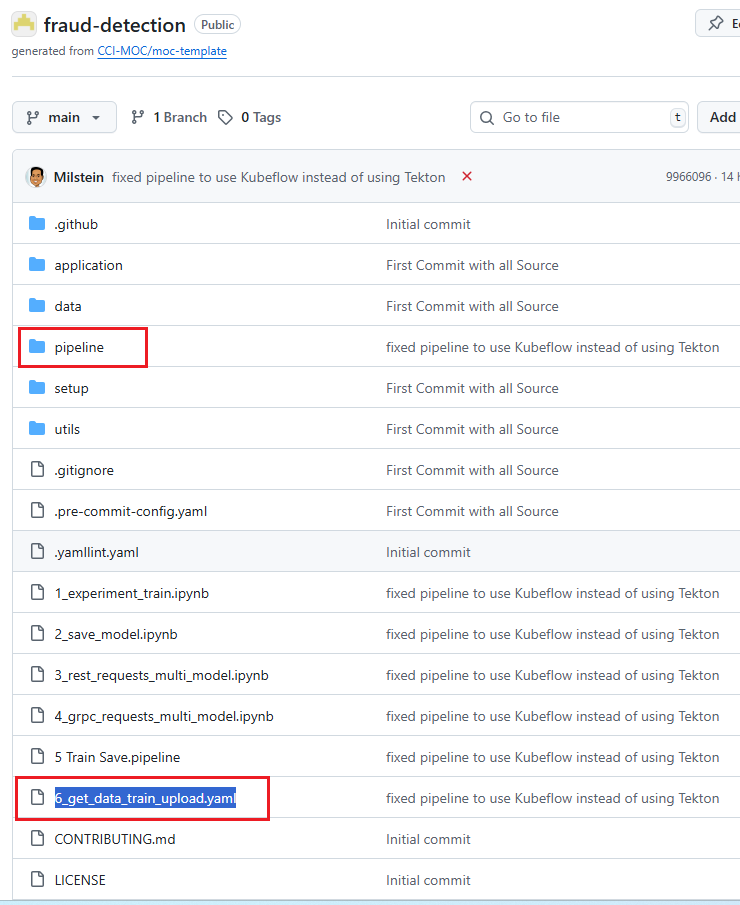 fraud-detection Public
generated from CCI-MOC/moc-template
main 1 Branch 0 Tags Go to file t Add
Milstein fixed pipeline to use Kubeflow instead of using Tekton 9966096 · 14
.github Initial commit
application First Commit with all Source
data First Commit with all Source
pipeline fixed pipeline to use Kubeflow instead of using Tekton
setup First Commit with all Source
utils First Commit with all Source
.gitignore First Commit with all Source
.pre-commit-config.yaml First Commit with all Source
.yamllint.yaml Initial commit
1_experiment_train.ipynb fixed pipeline to use Kubeflow instead of using Tekton
2_save_model.ipynb fixed pipeline to use Kubeflow instead of using Tekton
3_rest_requests_multi_model.ipynb fixed pipeline to use Kubeflow instead of using Tekton
4_grpc_requests_multi_model.ipynb fixed pipeline to use Kubeflow instead of using Tekton
5 Train Save.pipeline fixed pipeline to use Kubeflow instead of using Tekton
6_get_data_train_upload.yaml fixed pipeline to use Kubeflow instead of using Tekton
CONTRIBUTING.md Initial commit
LICENSE Initial commit